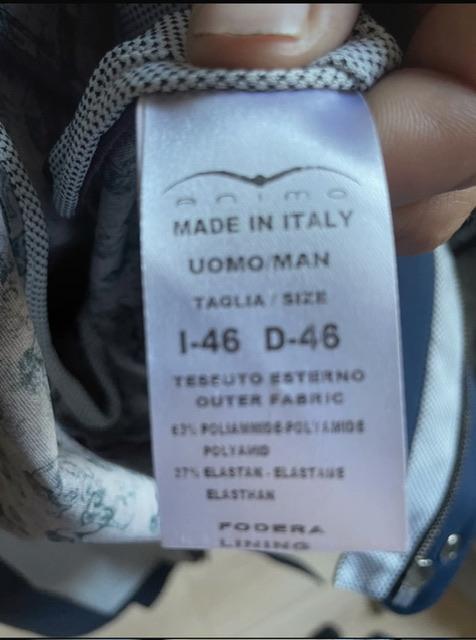 animo
MADE IN ITALY
UOMO/MAN
TAGLIA / SIZE
I-46 D-46
TESSUTO ESTERNO
OUTER FABRIC
63% POLIAMMIDE-POLYAMIDE
POLYAMID
37% ELASTAN - ELASTANE
ELASTHAN
FODERA
LINING